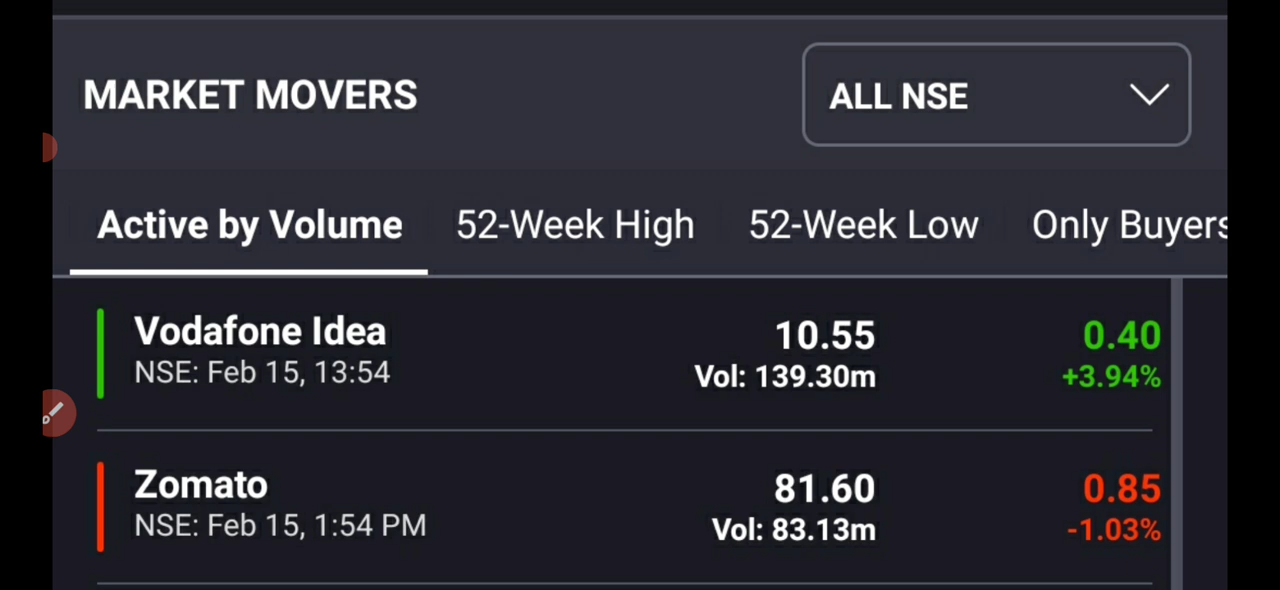 MARKET MOVERS
ALL NSE
Active by Volume 52-Week High 52-Week Low Only Buyers
Vodafone Idea 10.55 0.40
NSE: Feb 15, 13:54 Vol: 139.30m +3.94%
Zomato 81.60 0.85
NSE: Feb 15, 1:54 PM Vol: 83.13m -1.03%